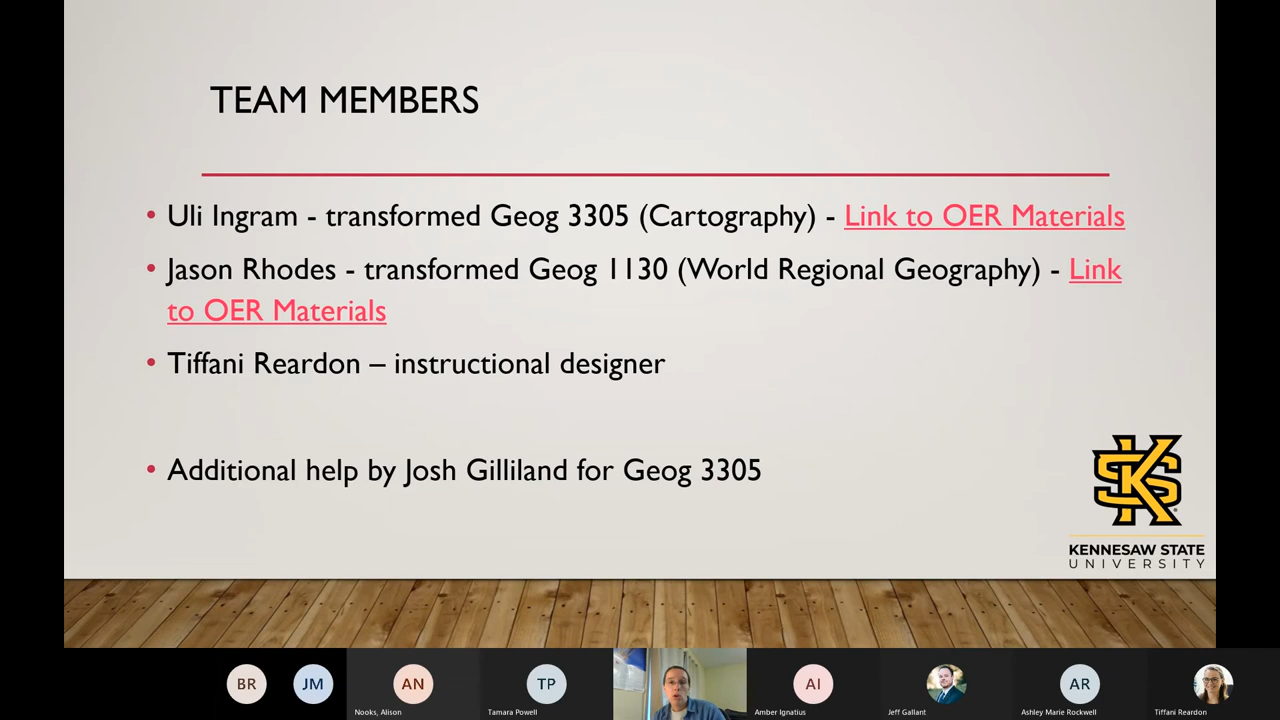 TEAM MEMBERS
• Uli Ingram - transformed Geog 3305 (Cartography) - Link to OER Materials
• Jason Rhodes - transformed Geog 1130 (World Regional Geography) - Link
to OER Materials
• Tiffani Reardon – instructional designer
• Additional help by Josh Gilliland for Geog 3305
KS
KENNESAW STATE
UNIVERSITY
BR
JM
AN
TP
AI
AR
Nooks, Alison
Tamara Powell
Amber Ignatius
Jeff Gallant
Ashley Marie Rockwell
Tiffani Reardon